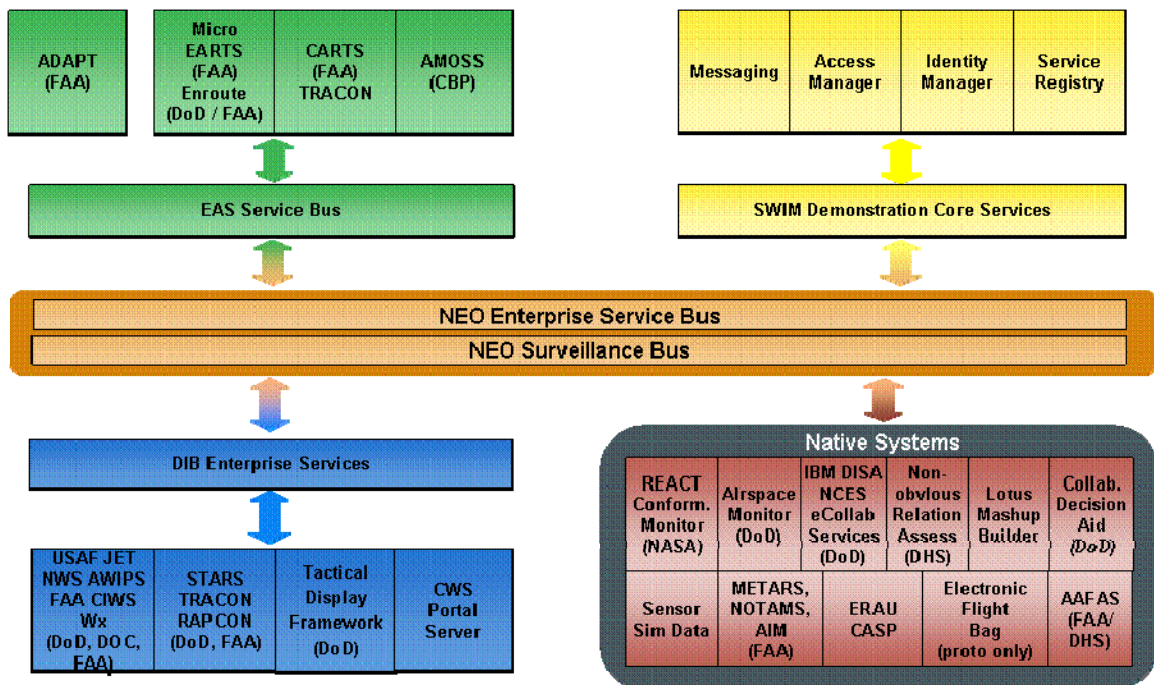 ADAPT
(FAA)
Micro
EARTS
(FAA)
Enroute
(DoD / FAA)
CARTS
(FAA)
TRACON
AMOSS
(CBP)
Messaging
Access
Manager
Identity
Manager
Service
Registry
EAS Service Bus
SWIM Demonstration Core Services
NEO Enterprise Service Bus
NEO Surveillance Bus
DIB Enterprise Services
USAF JET
NWS AWIPS
FAA CIWS
Wx
(DoD, DOC,
FAA)
STARS
TRACON
RAPCON
(DoD, FAA)
Tactical
Display
Framework
(DoD)
CWS
Portal
Server
Native Systems
REACT
Conform.
Monitor
(NASA)
Airspace
Monitor
(DoD)
IBM DISA
NCES
eCollab
Services
(DoD)
Non-
obvious
Relation
Assess
(DHS)
Lotus
Mashup
Builder
Collab.
Decision
Aid
(DoD)
Sensor
Sim Data
METARS,
NOTAMS,
AIM
(FAA)
ERAU
CASP
Electronic
Flight
Bag
(proto only)
AAFAS
(FAA/
DHS)